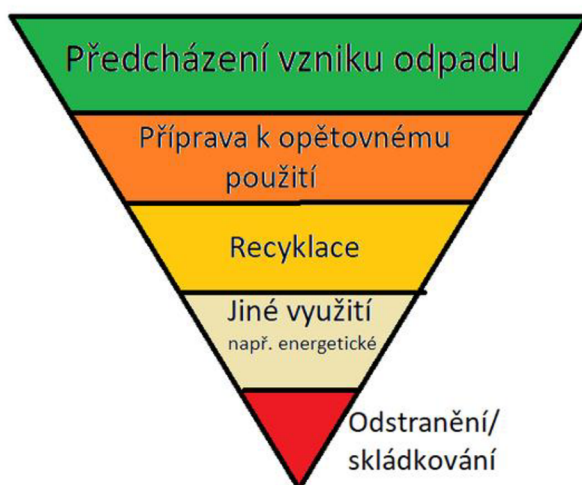 Předcházení vzniku odpadu
Příprava k opětovnému
použití
Recyklace
Jiné využití
např. energetické
Odstranění/
skládkování